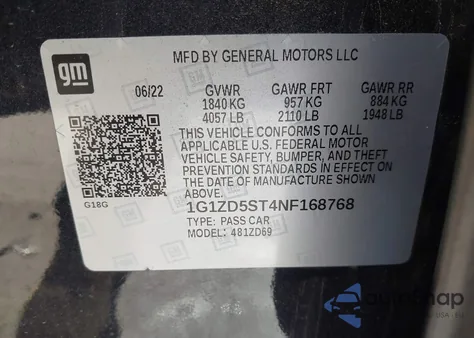 gm
MFD BY GENERAL MOTORS LLC
06/22 GVWR GAWR FRT GAWR RR
1840 KG 957 KG 884 KG
4057 LB 2110 LB 1948 LB
THIS VEHICLE CONFORMS TO ALL
APPLICABLE U.S. FEDERAL MOTOR
VEHICLE SAFETY, BUMPER, AND THEFT
PREVENTION STANDARDS IN EFFECT
ON THE DATE OF MANUFACTURE SHOWN
ABOVE.
G18G
1G1ZD5ST4NF168768
TYPE: PASS CAR
MODEL: 481ZD69